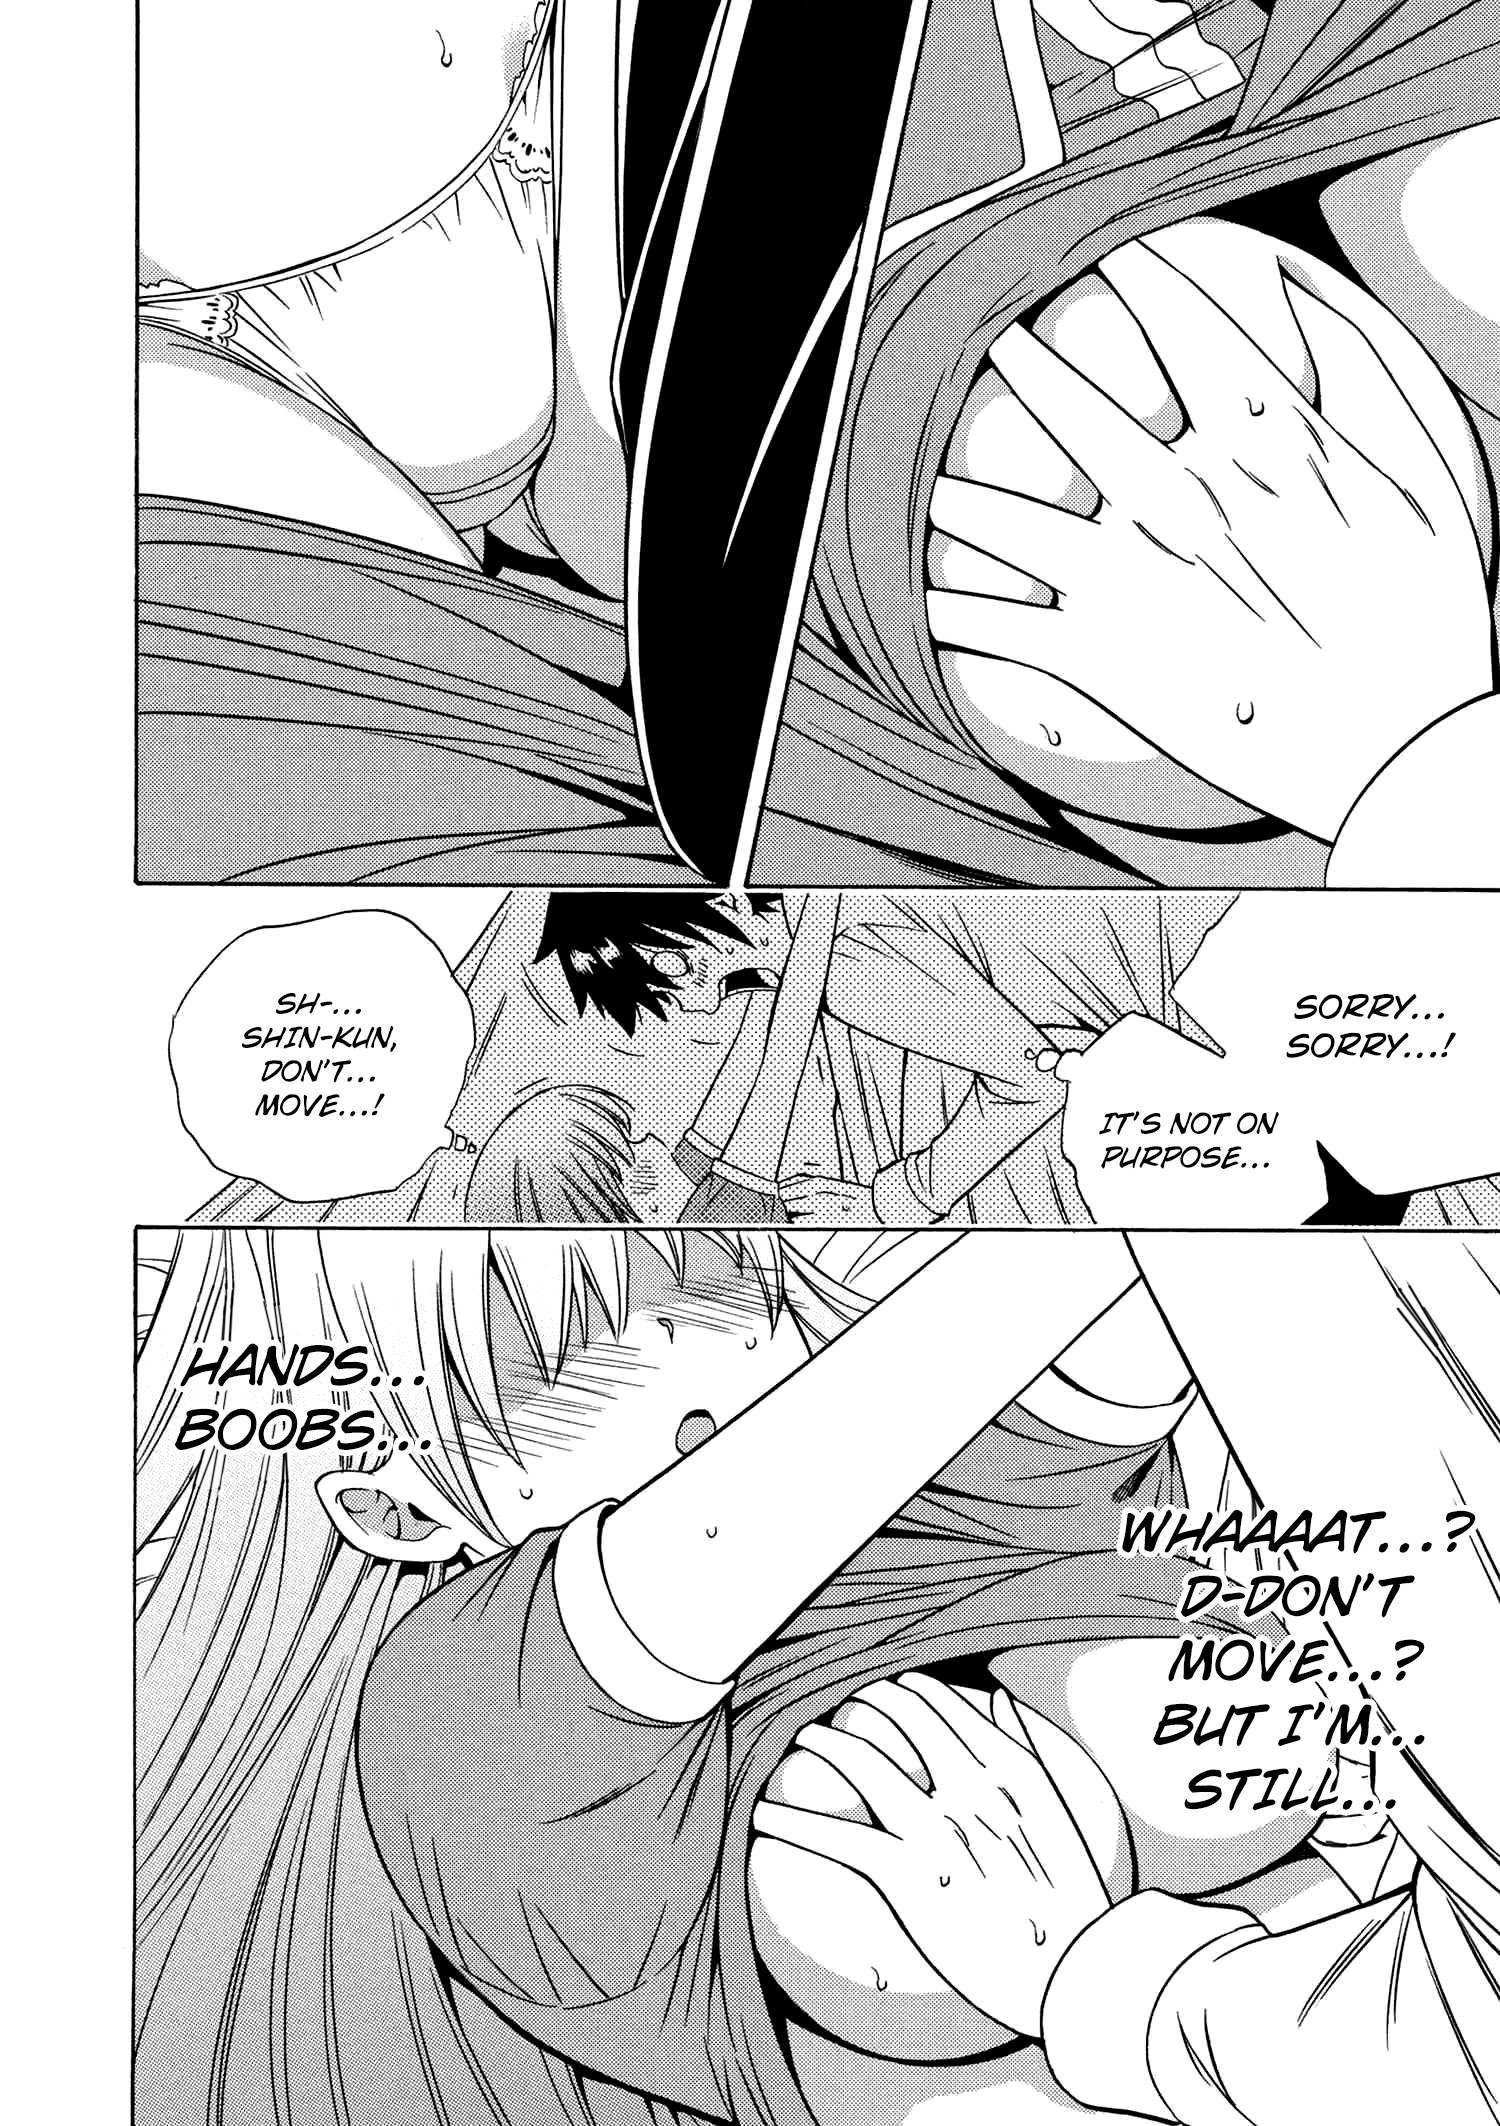 SORRY...
SORRY...!
IT'S NOT ON
PURPOSE...
SH-...
SHIN-KUN,
DON'T...
MOVE...!
WHAAAAT...?
D-DON'T
MOVE...?
BUT I'M...
STILL...
HANDS...
BOOBS...